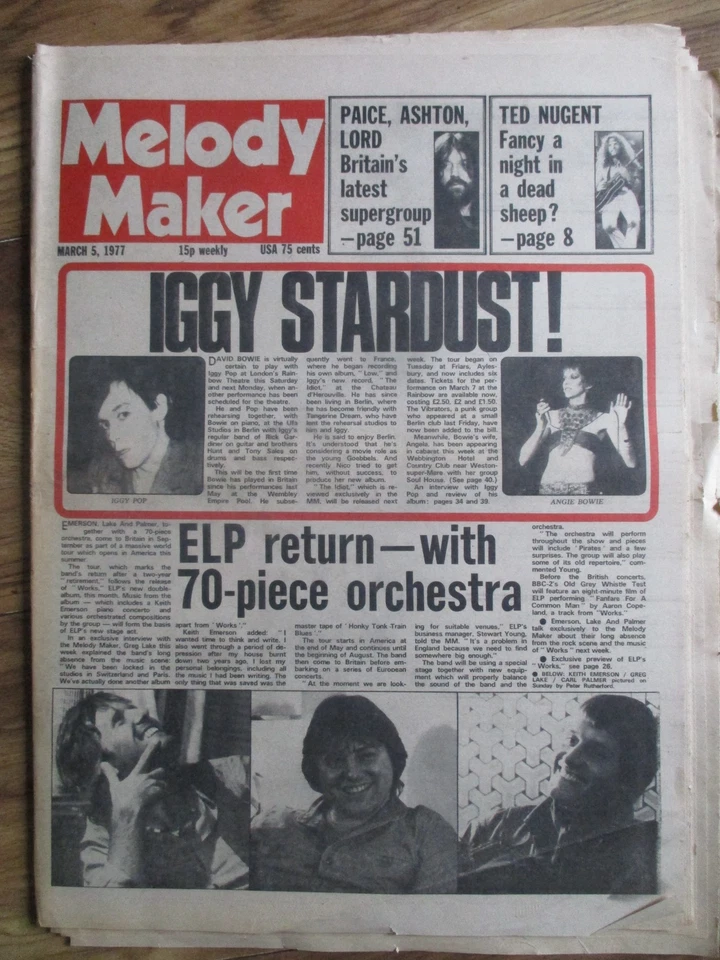 Melody
Maker
MARCH 5, 1977 15p weekly USA 75 cents
PAICE, ASHTON,
LORD
Britain's
latest
supergroup
—page 51
TED NUGENT
Fancy a
night in
a dead
sheep?
—page 8
IGGY STARDUST!
DAVID BOWIE is virtually
certain to play with
Iggy Pop at London's Rain-
bow Theatre this Saturday
and next Monday, when an-
other performance has been
scheduled for the theatre.
He and Pop have been
rehearsing together, with
Bowie on piano, at the Ufa
Studios in Berlin with Iggy's
regular band of Rick Gar-
diner on guitar and brothers
Hunt and Tony Sales on
drums and bass respec-
tively.
This will be the first time
Bowie has played in Britain
since his performances last
May at the Wembley
Empire Pool. He subse-
quently went to France,
where he began recording
his own album, "Low," and
Iggy's new record, "The
Idiot," at the Chateau
d'Herouville. He has since
been living in Berlin, where
he has become friendly with
Tangerine Dream, who have
lent the rehearsal studios to
him and Iggy.
He is said to enjoy Berlin.
It's understood that he's
considering a movie role as
the young Goebbels. And
recently Nico tried to get
him, without success, to
produce her new album.
"The Idiot," which is re-
viewed exclusively in the
MM, will be released next
week. The tour began on
Tuesday at Friars, Ayles-
bury, and now includes six
dates. Tickets for the per-
formance on March 7 at the
Rainbow are available now,
costing £2.50, £2 and £1.50.
The Vibrators, a punk group
who appeared at a small
Berlin club last Friday, have
now been added to the bill.
Meanwhile, Bowie's wife,
Angela, has been appearing
in cabaret this week at the
Webbington Hotel and
Country Club near Weston-
super-Mare with her group
Soul House. (See page 40.)
An interview with Iggy
Pop and review of his
album: pages 34 and 39.
IGGY POP
ANGIE BOWIE
ELP return—with
70-piece orchestra
EMERSON, Lake And Palmer, to-
gether with a 70-piece
orchestra, come to Britain in Sep-
tember as part of a massive world
tour which opens in America this
summer.
The tour, which marks the
band's return after a two-year
"retirement," follows the release
of "Works," ELP's new double-
album, this month. Music from the
album — which includes a Keith
Emerson piano concerto and
various orchestrated compositions
by the group — will form the basis
of ELP's new stage act.
In an exclusive interview with
the Melody Maker, Greg Lake this
week explained the band's long
absence from the music scene:
"We have been locked in the
studios in Switzerland and Paris.
We've actually done another album
apart from 'Works'."
Keith Emerson added: "I
wanted time to think and write. I
also went through a period of de-
pression after my house burnt
down two years ago. I lost my
personal belongings, including all
the music I had been writing. The
only thing that was saved was the
master tape of 'Honky Tonk Train
Blues'."
The tour starts in America at
the end of May and continues until
the beginning of August. The band
then come to Britain before em-
barking on a series of European
concerts.
"At the moment we are look-
ing for suitable venues," ELP's
business manager, Stewart Young,
told the MM. "It's a problem in
England because we need to find
somewhere big enough."
The band will be using a special
stage together with new equip-
ment which will properly balance
the sound of the band and the
orchestra.
"The orchestra will perform
throughout the show and pieces
will include 'Pirates' and a few
surprises. The group will also play
some of its old repertoire," com-
mented Young.
Before the British concerts,
BBC-2's Old Grey Whistle Test
will feature an eight-minute film of
ELP performing "Fanfare For A
Common Man" by Aaron Cope-
land, a track from "Works".
● Emerson, Lake And Palmer
talk exclusively to the Melody
Maker about their long absence
from the rock scene and the music
of "Works" next week.
● Exclusive preview of ELP's
"Works": see page 26.
● BELOW: KEITH EMERSON / GREG
LAKE / CARL PALMER pictured on
Sunday by Peter Rutherford.